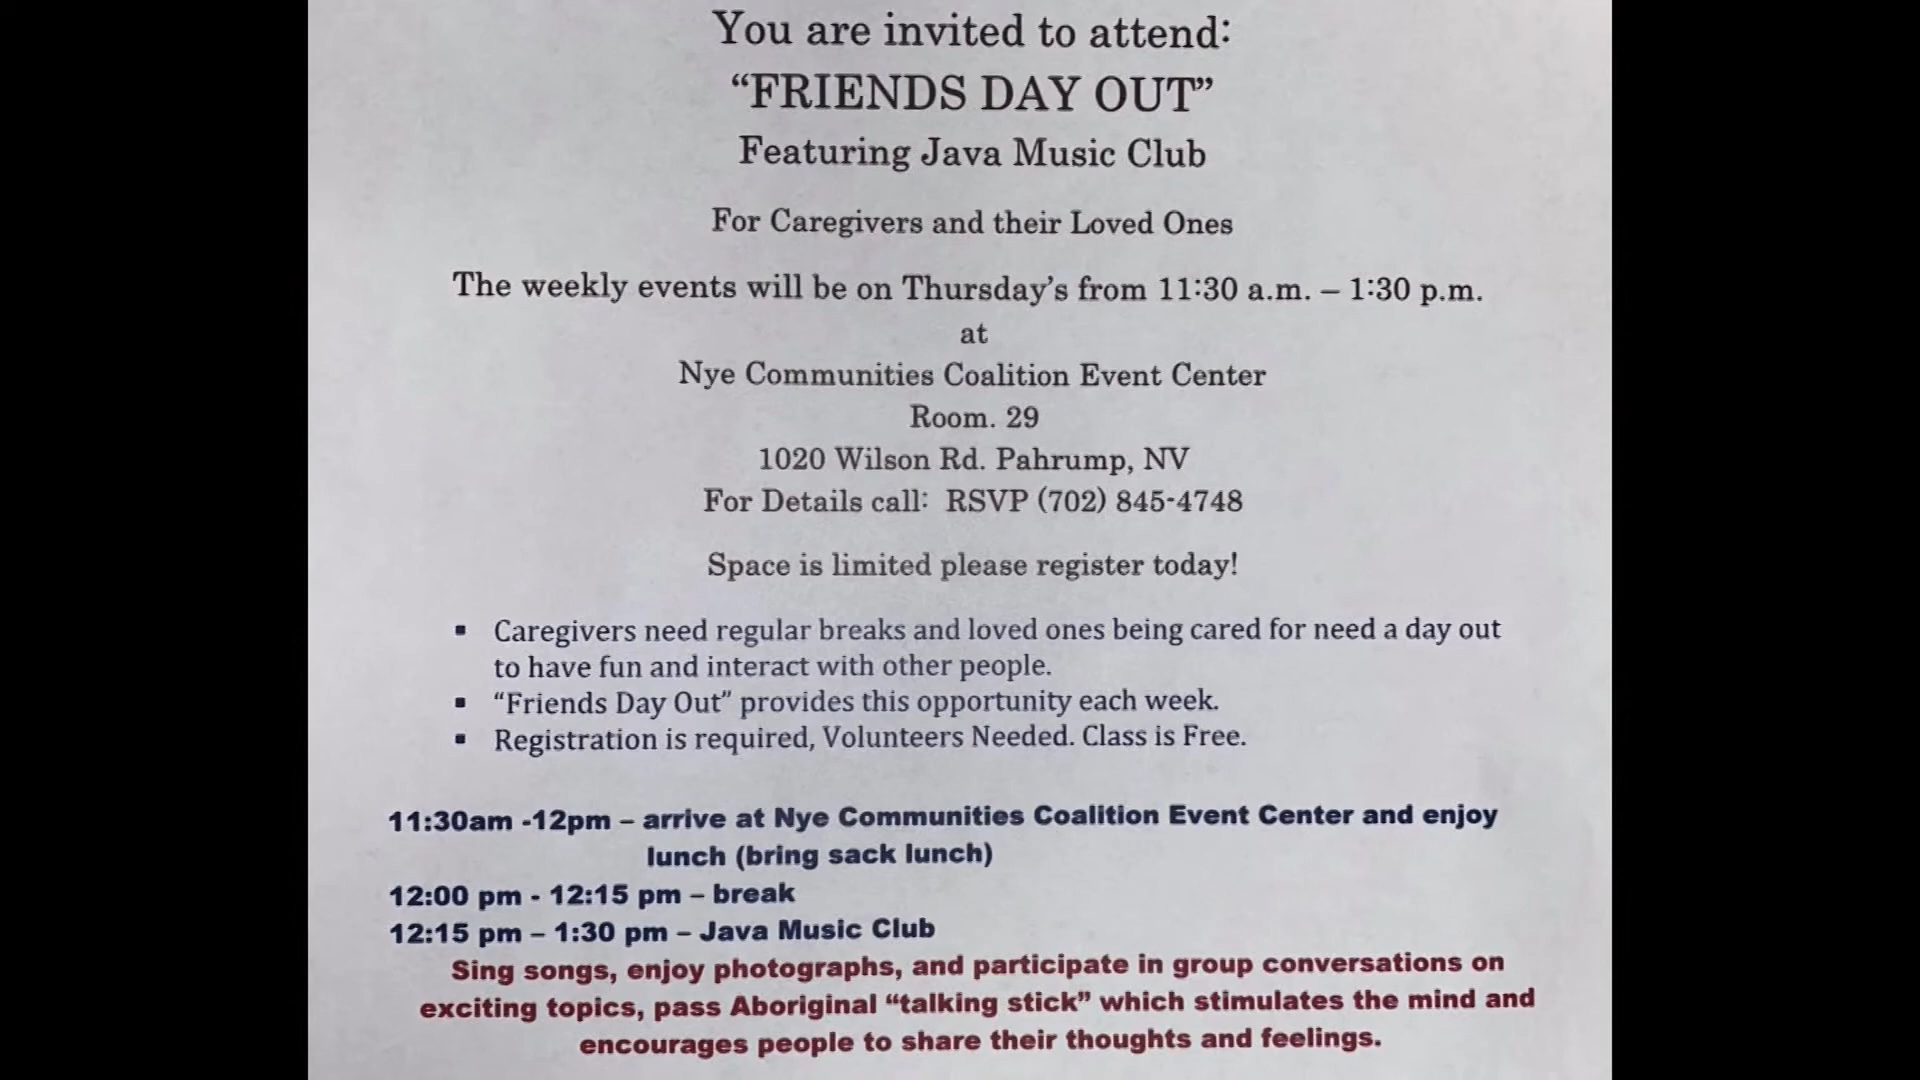 You are invited to attend:
“FRIENDS DAY OUT”
Featuring Java Music Club
For Caregivers and their Loved Ones
The weekly events will be on Thursday’s from 11:30 a.m. – 1:30 p.m.
at
Nye Communities Coalition Event Center
Room. 29
1020 Wilson Rd. Pahrump, NV
For Details call: RSVP (702) 845-4748
Space is limited please register today!
▪ Caregivers need regular breaks and loved ones being cared for need a day out
to have fun and interact with other people.
▪ “Friends Day Out” provides this opportunity each week.
▪ Registration is required, Volunteers Needed. Class is Free.
11:30am -12pm – arrive at Nye Communities Coalition Event Center and enjoy
lunch (bring sack lunch)
12:00 pm - 12:15 pm – break
12:15 pm – 1:30 pm – Java Music Club
Sing songs, enjoy photographs, and participate in group conversations on
exciting topics, pass Aboriginal “talking stick” which stimulates the mind and
encourages people to share their thoughts and feelings.